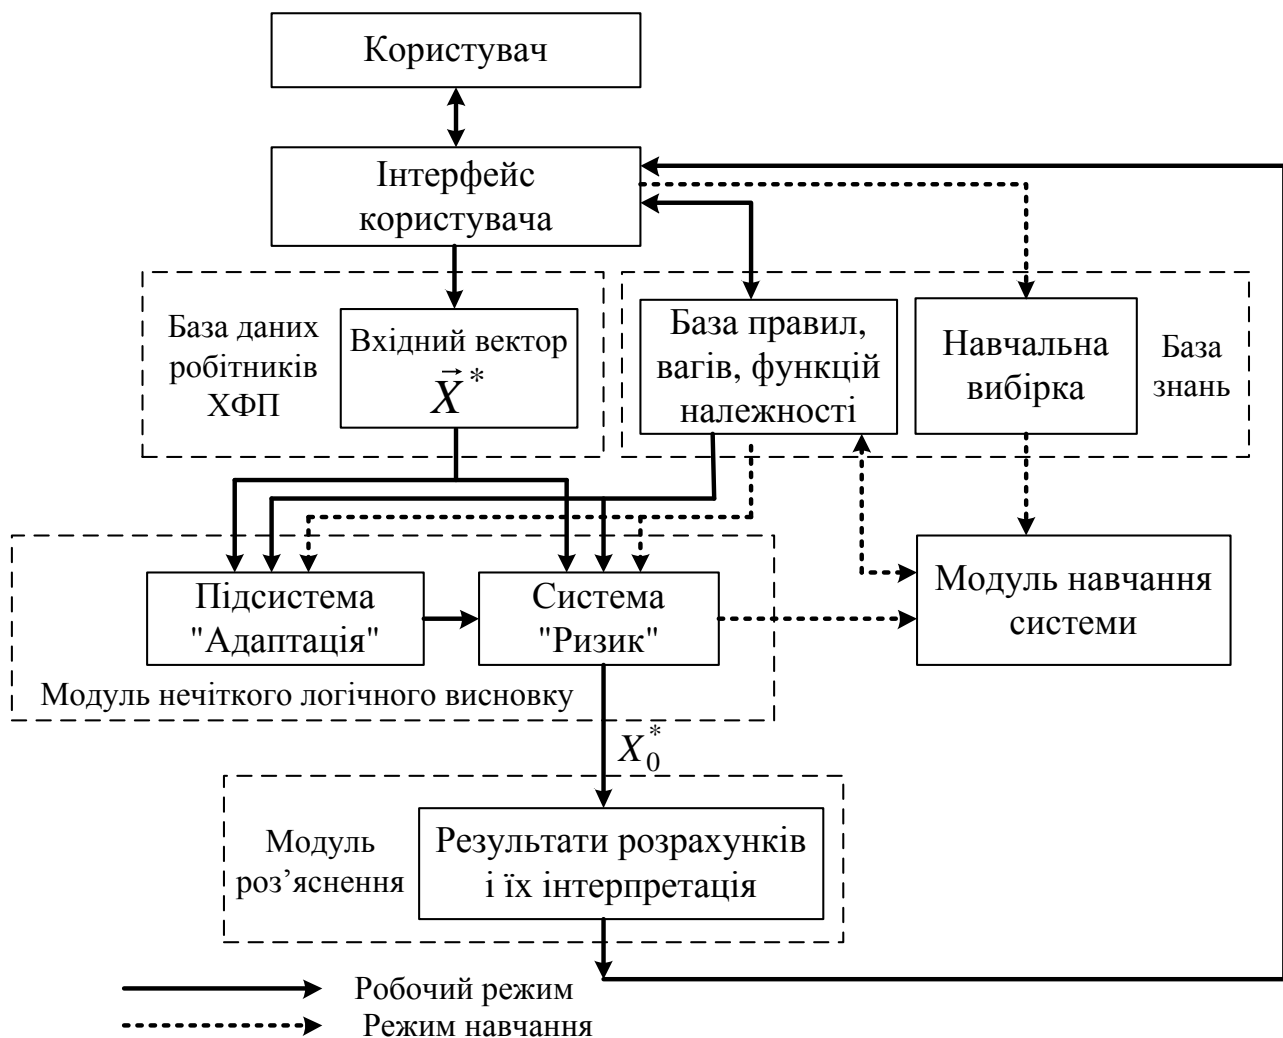 Користувач
Інтерфейс
користувача
База даних
робітників
ХФП
Вхідний вектор
X⃗*
База правил,
вагів, функцій
належності
Навчальна
вибірка
База
знань
Підсистема
"Адаптація"
Система
"Ризик"
Модуль навчання
системи
Модуль нечіткого логічного висновку
X₀*
Модуль
роз’яснення
Результати розрахунків
і їх інтерпретація
Робочий режим
Режим навчання